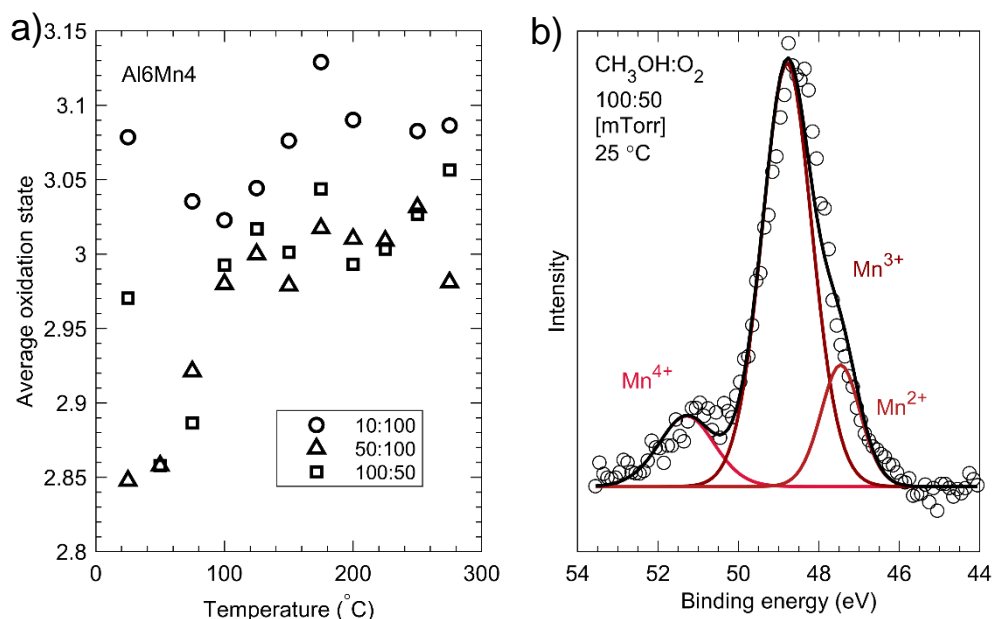 a)
Al6Mn4
3.15
3.1
3.05
3
2.95
2.9
2.85
2.8
Average oxidation state
10:100
50:100
100:50
0
100
200
300
Temperature (°C)
b)
CH₃OH:O₂
100:50
[mTorr]
25 °C
Mn³⁺
Mn⁴⁺
Mn²⁺
Intensity
54
52
50
48
46
44
Binding energy (eV)